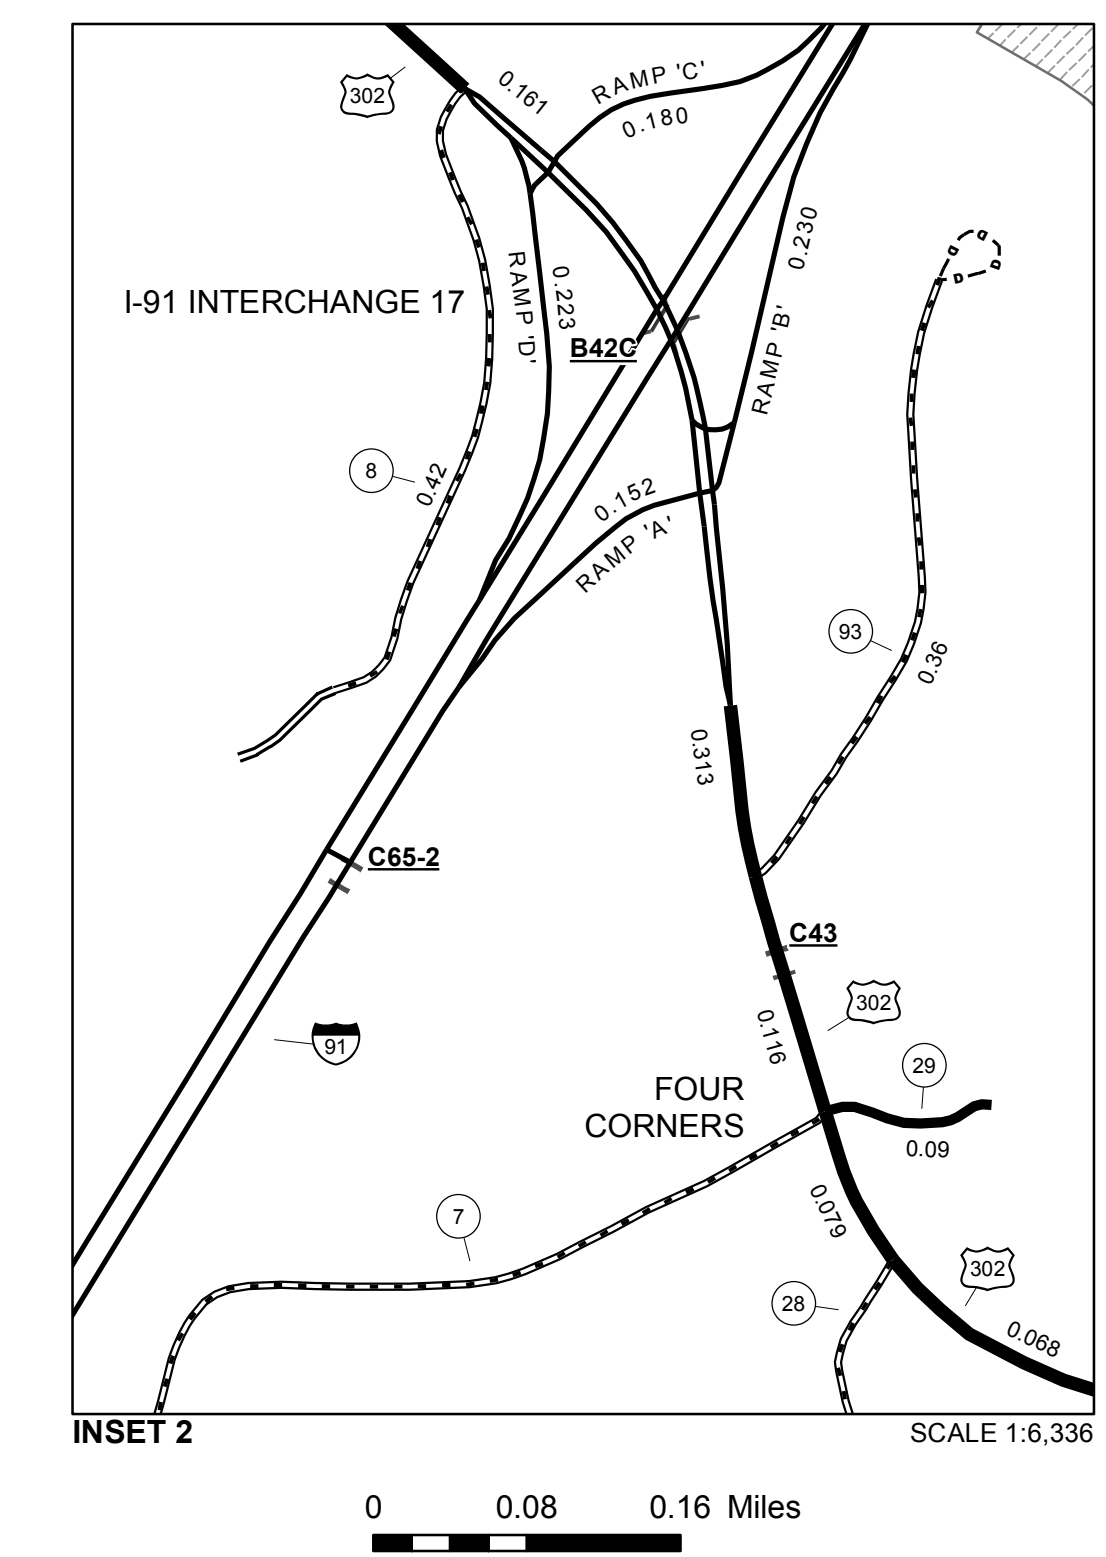 302
0.161
RAMP 'C'
0.180
0.230
D
D
D
D
I-91 INTERCHANGE 17
RAMP 'D'
0.223
B42C
RAMP 'B'
8
0.42
0.152
RAMP 'A'
93
0.36
0.313
C65-2
C43
302
91
0.116
29
FOUR
CORNERS
0.09
7
0.079
302
28
0.068
INSET 2
SCALE 1:6,336
0 0.08 0.16 Miles